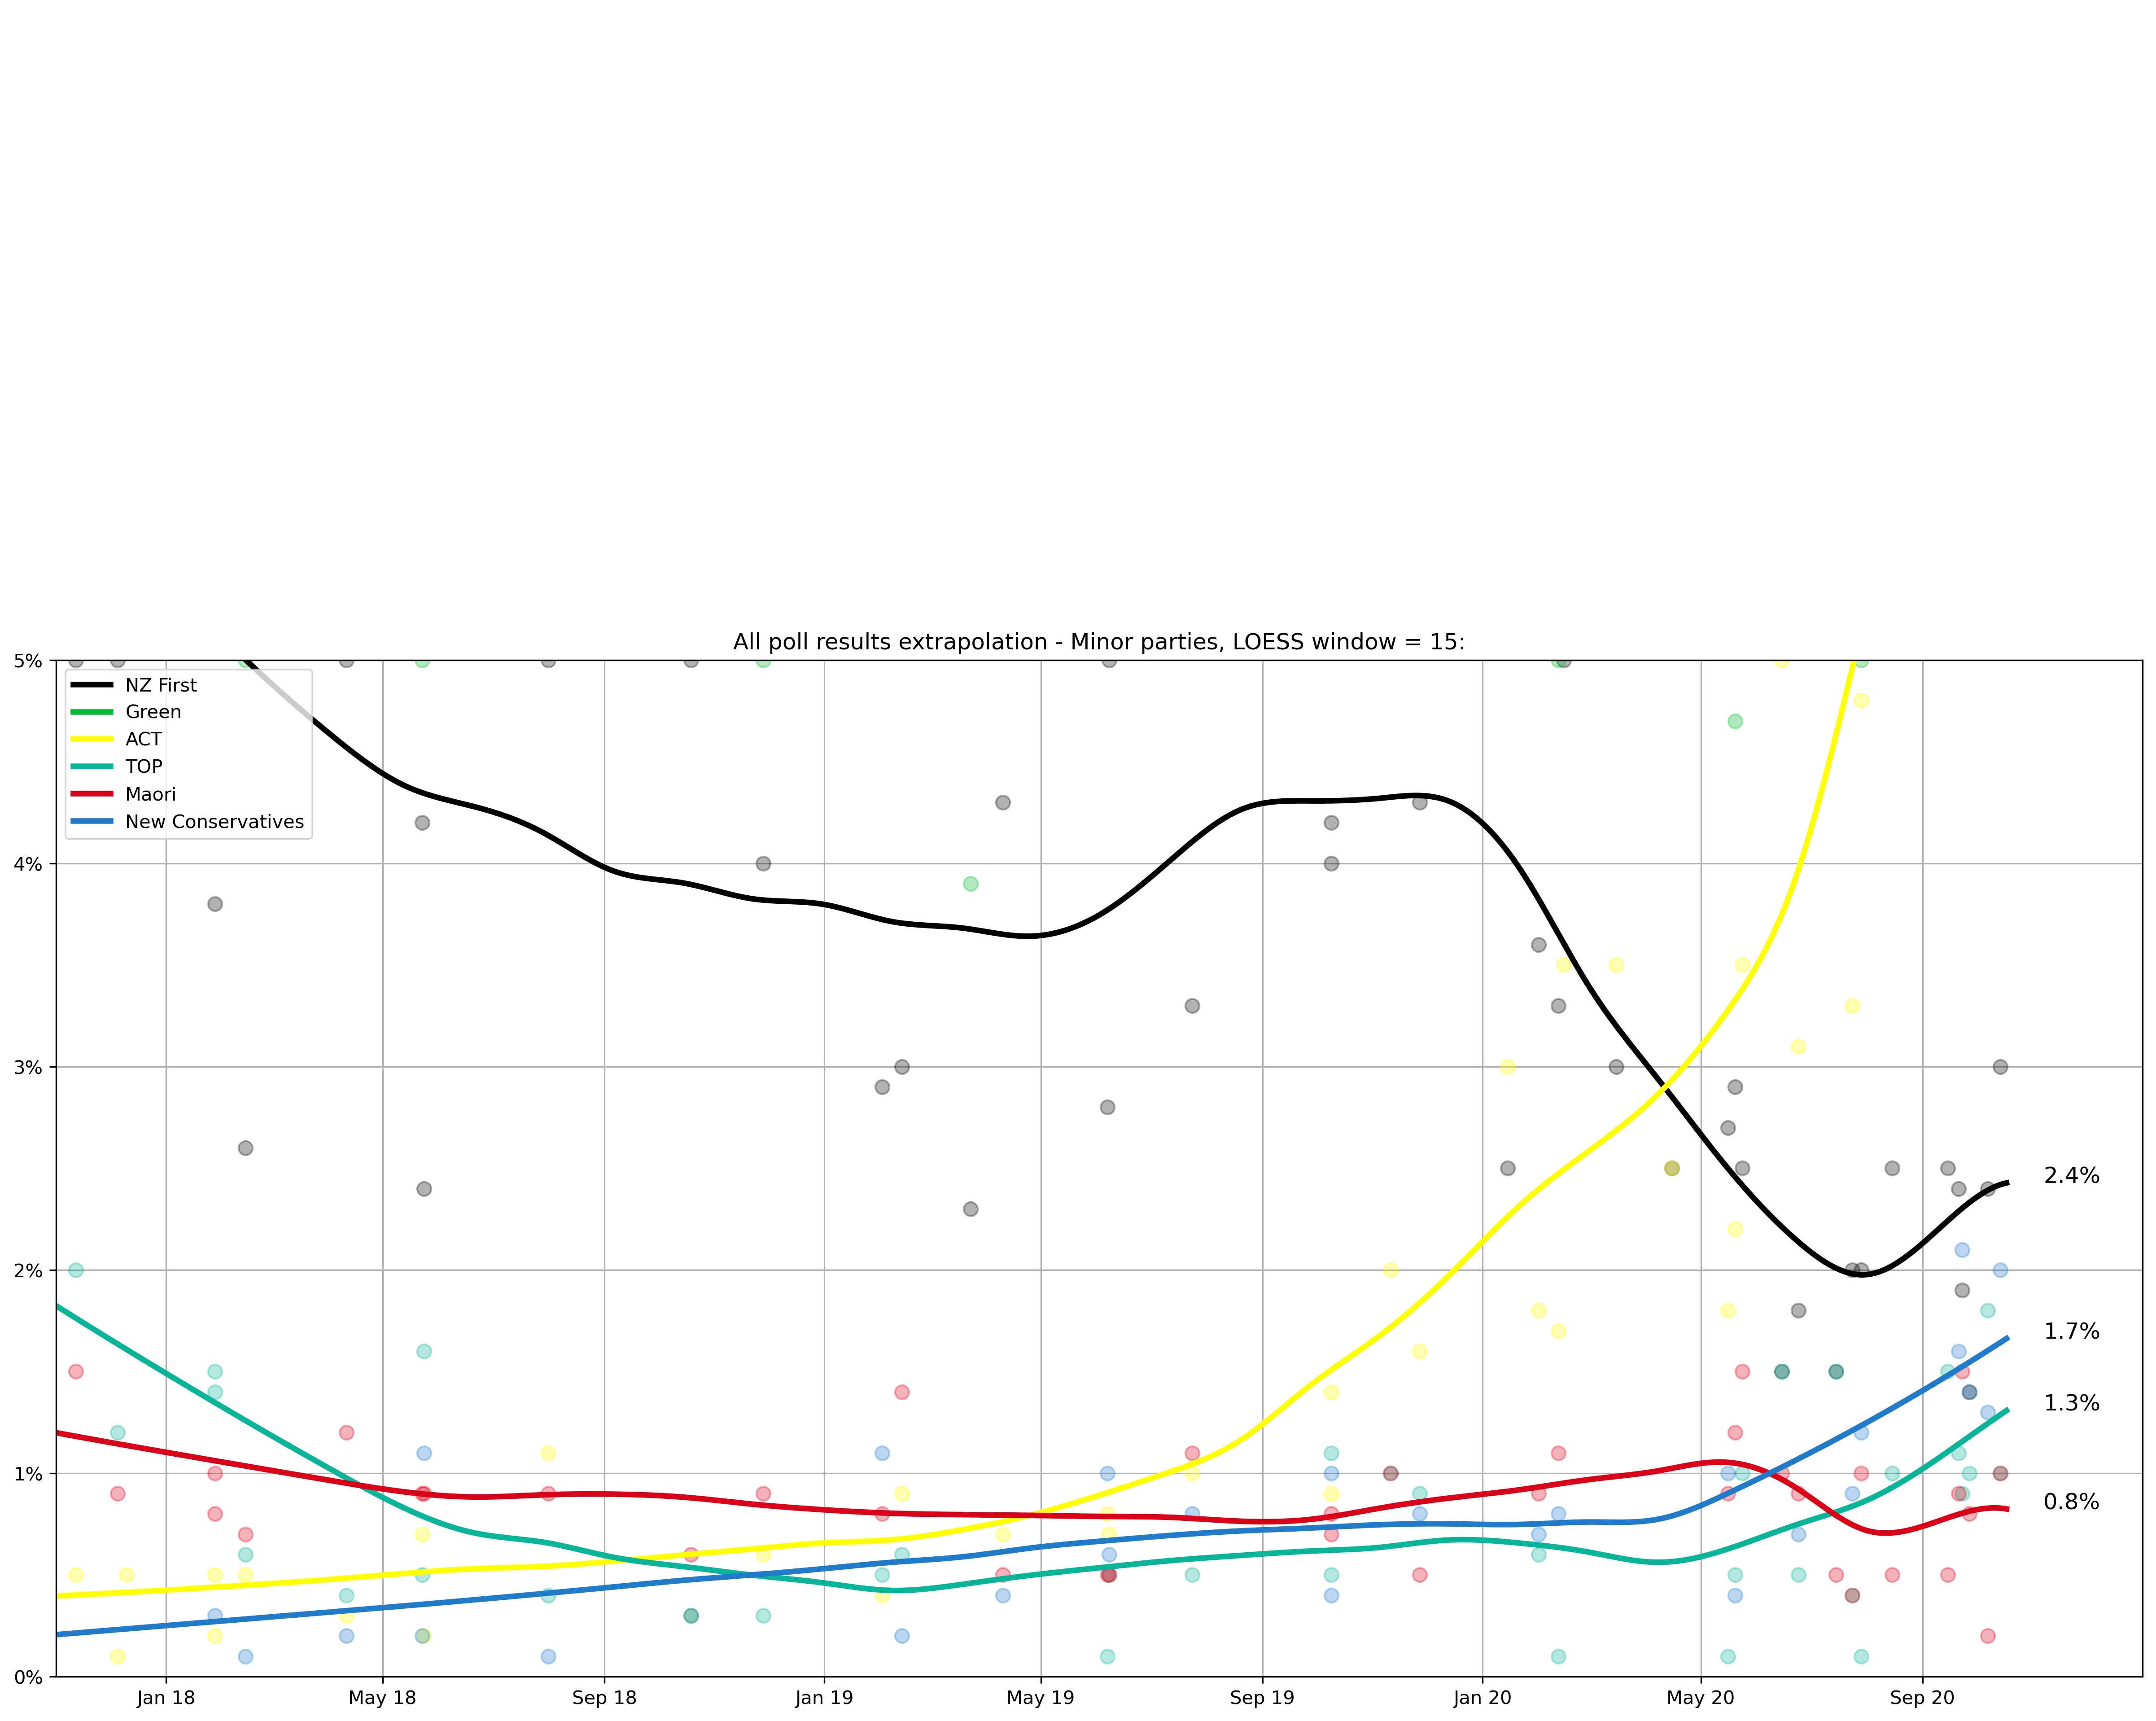 All poll results extrapolation - Minor parties, LOESS window = 15:
5%
4%
3%
2%
1%
0%
NZ First
Green
ACT
TOP
Maori
New Conservatives
2.4%
1.7%
1.3%
0.8%
Jan 18
May 18
Sep 18
Jan 19
May 19
Sep 19
Jan 20
May 20
Sep 20